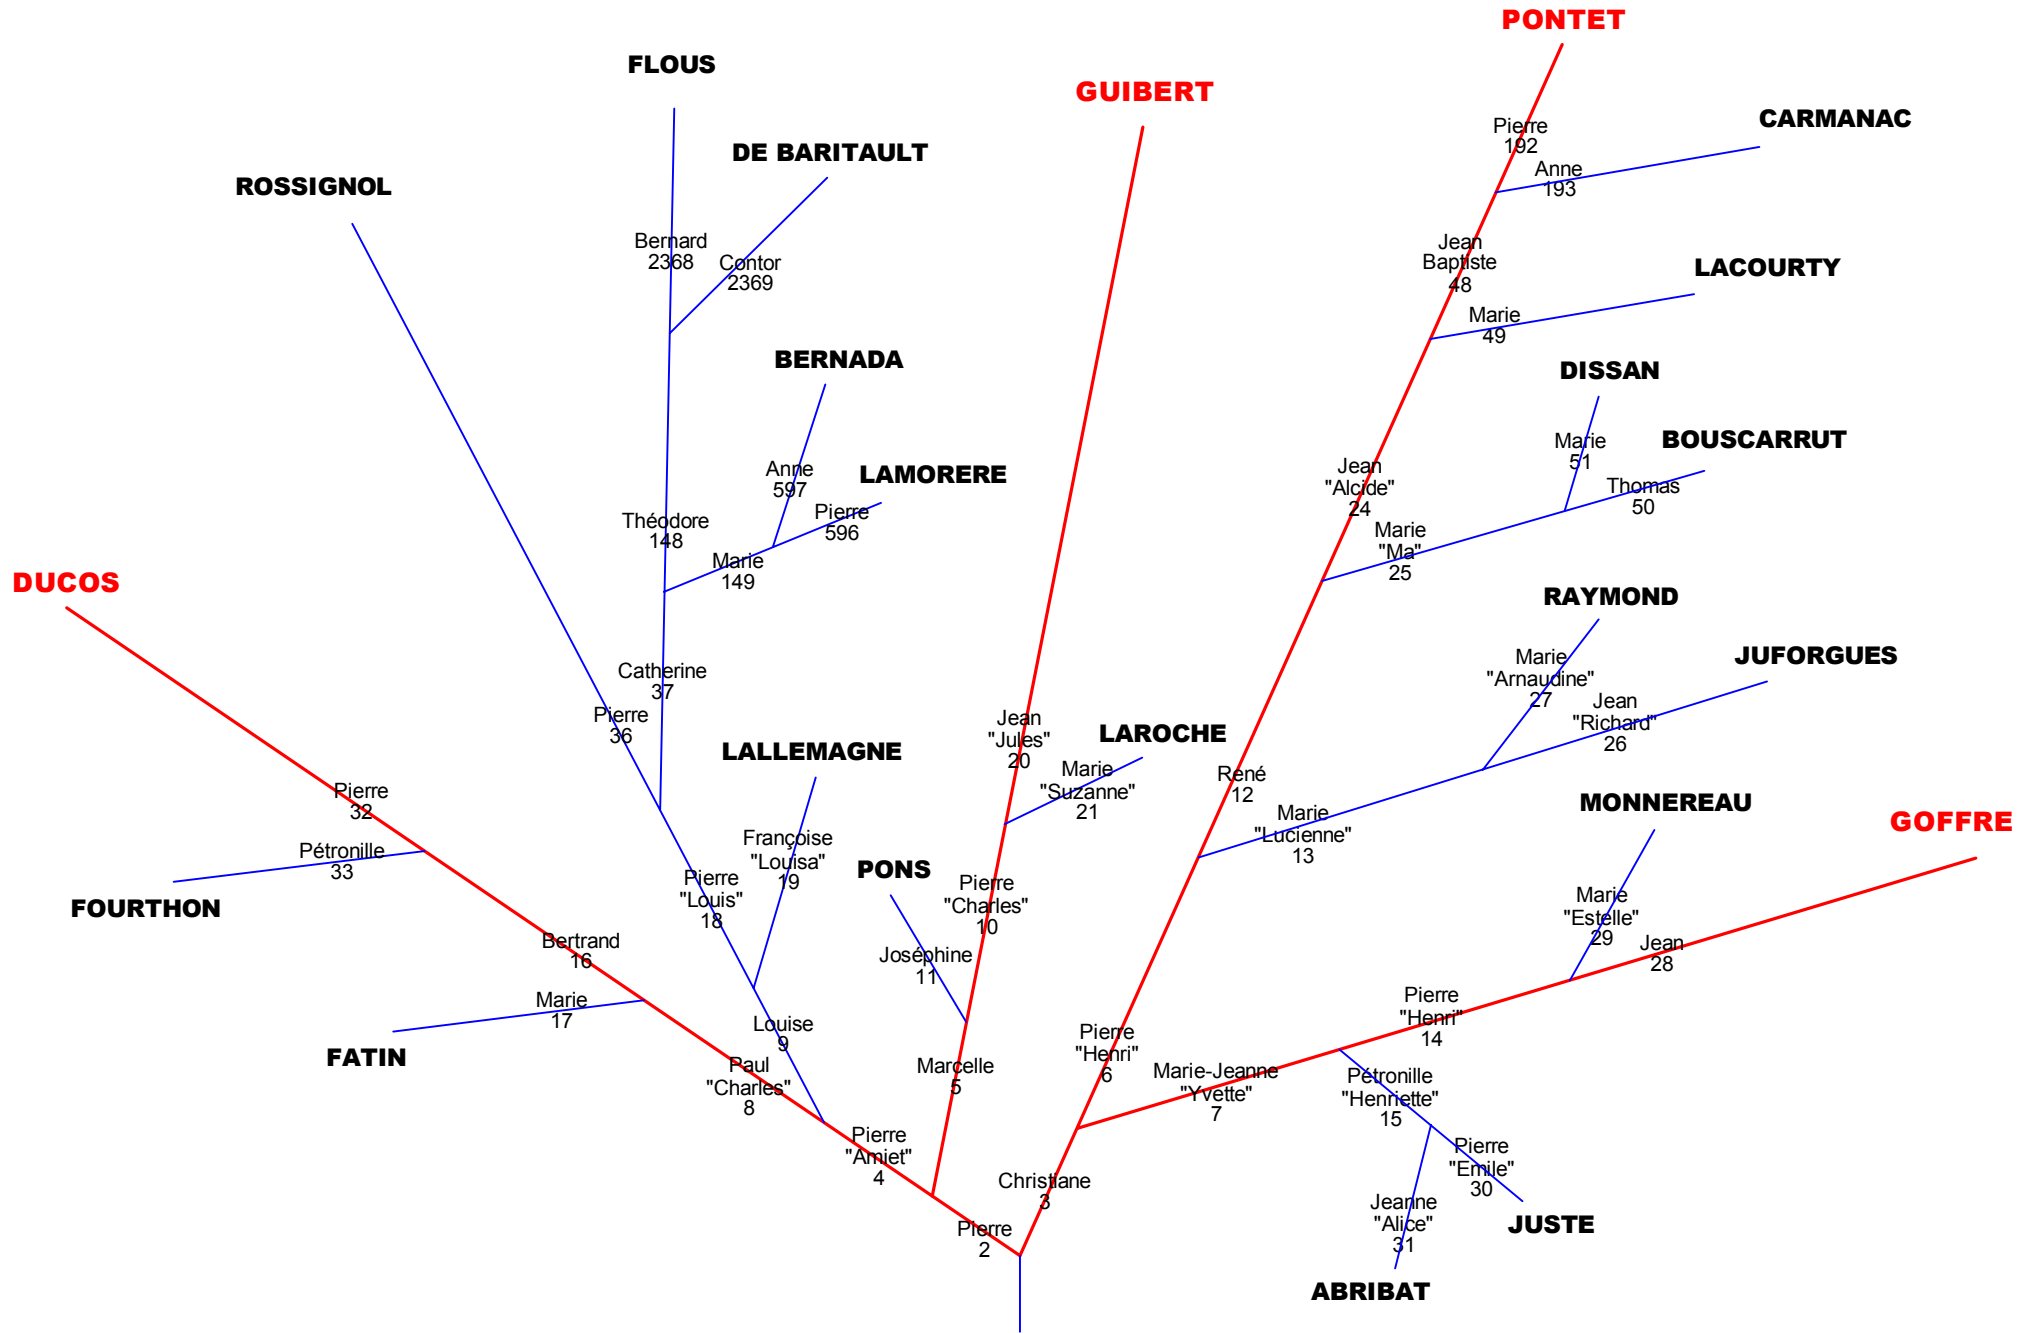 PONTET
FLOUS
GUIBERT
CARMANAC
Pierre
192
DE BARITAULT
Anne
193
ROSSIGNOL
Bernard
2368
Contor
2369
Jean
Baptiste
48
LACOURTY
Marie
49
BERNADA
DISSAN
Marie
51
BOUSCARRUT
Anne
597
LAMORERE
Jean
"Alcide"
24
Thomas
50
Pierre
596
Théodore
148
Marie
"Ma"
25
Marie
149
DUCOS
RAYMOND
JUFORGUES
Marie
"Arnaudine"
27
Catherine
37
Jean
"Richard"
26
Pierre
36
Jean
"Jules"
20
LAROCHE
LALLEMAGNE
Marie
"Suzanne"
21
René
12
Pierre
32
MONNEREAU
Marie
"Lucienne"
13
GOFFRE
Pétronille
33
Françoise
"Louisa"
19
PONS
Pierre
"Louis"
18
Pierre
"Charles"
10
FOURTHON
Marie
"Estelle"
29
Bertrand
16
Joséphine
11
Jean
28
Marie
17
Pierre
"Henri"
14
Louise
9
FATIN
Pierre
"Henri"
6
Paul
"Charles"
8
Marcelle
5
Marie-Jeanne
"Yvette"
7
Pétronille
"Henriette"
15
Pierre
"Amiet"
4
Pierre
"Emile"
30
Christiane
3
Jeanne
"Alice"
31
JUSTE
Pierre
2
ABRIBAT